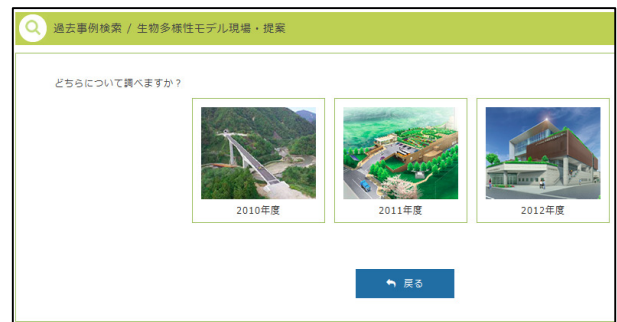 過去事例検索 / 生物多様性モデル現場・提案
どちらについて調べますか？
2010年度
2011年度
2012年度
戻る